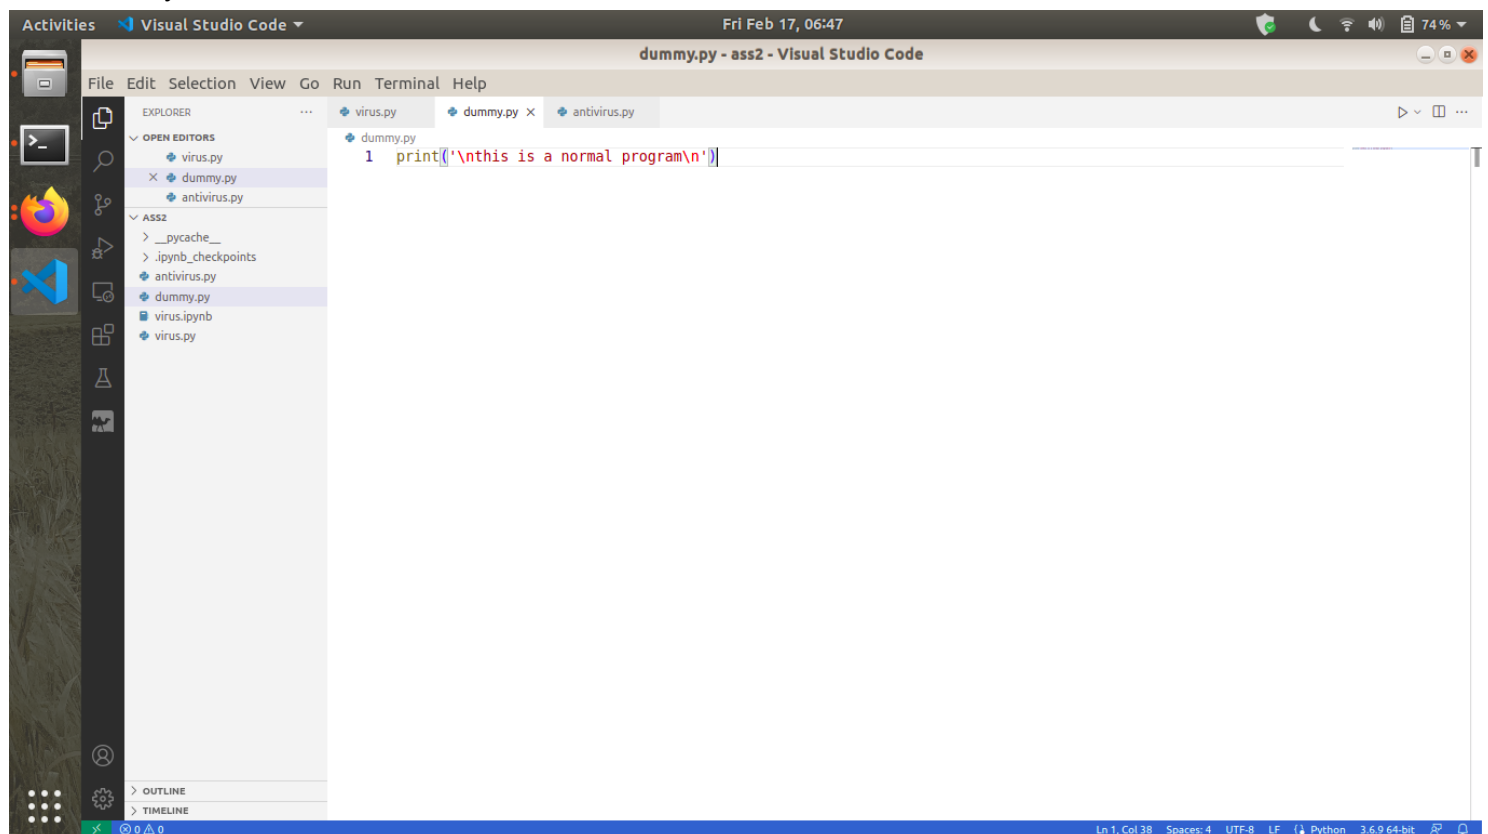 Activities Visual Studio Code Fri Feb 17, 06:47 74%
dummy.py - ass2 - Visual Studio Code
File Edit Selection View Go Run Terminal Help
EXPLORER ··· virus.py dummy.py antivirus.py ···
OPEN EDITORS dummy.py
virus.py 1 print('\nthis is a normal program\n')
dummy.py
antivirus.py
ASS2
__pycache__
.ipynb_checkpoints
antivirus.py
dummy.py
virus.ipynb
virus.py
OUTLINE
TIMELINE
0 0 Ln 1, Col 38 Spaces: 4 UTF-8 LF Python 3.6.9 64-bit